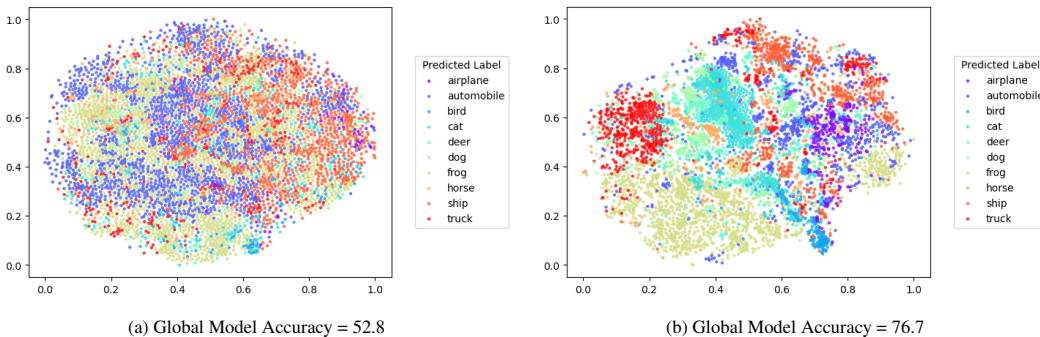 1.0
0.8
0.6
0.4
0.2
0.0
0.0 0.2 0.4 0.6 0.8 1.0
Predicted Label
airplane
automobile
bird
cat
deer
dog
frog
horse
ship
truck
(a) Global Model Accuracy = 52.8
1.0
0.8
0.6
0.4
0.2
0.0
0.0 0.2 0.4 0.6 0.8 1.0
Predicted Label
airplane
automobile
bird
cat
deer
dog
frog
horse
ship
truck
(b) Global Model Accuracy = 76.7